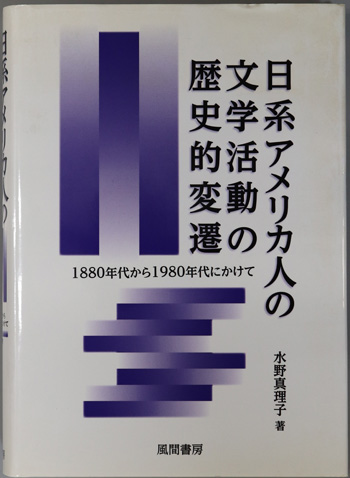 日系アメリカ人の
文学活動の
歴史的変遷
1880年代から1980年代にかけて
水野真理子 著
風間書房
日系アメリカ人の